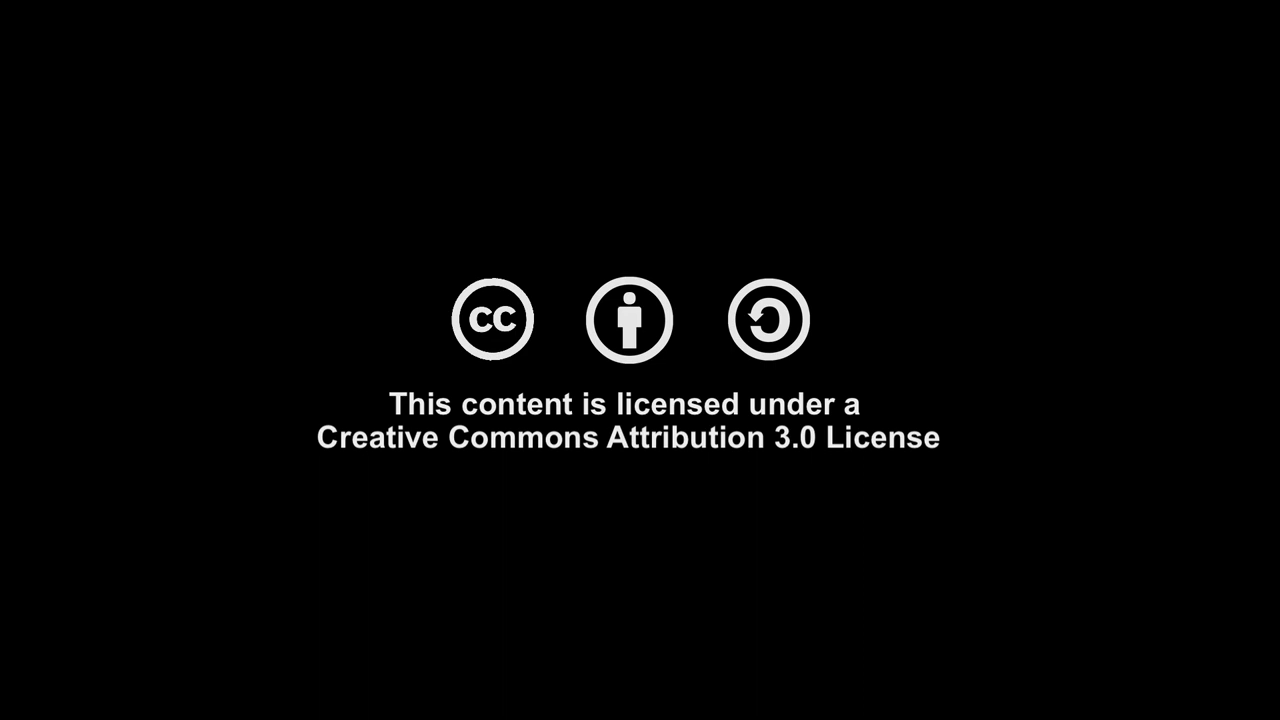 cc
This content is licensed under a
Creative Commons Attribution 3.0 License